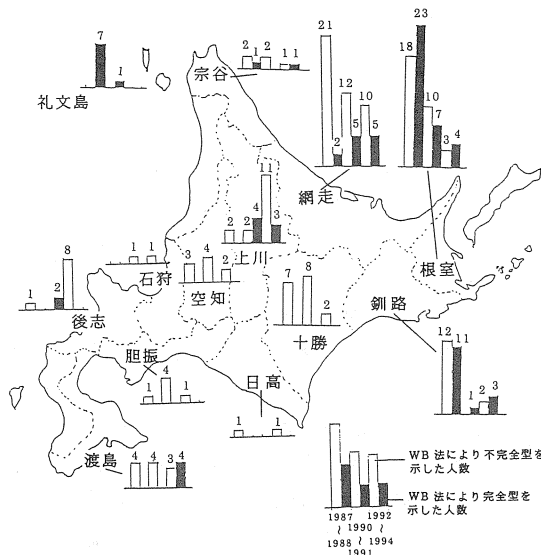 21
23
18
7
2 1 2
1 1
12
10
10
宗谷
1
5
5
7
2
3
4
礼文島
11
網走
4
2
2
3
1 1
上川
石狩
3
4
2
根室
8
空知
7
8
釧路
1
2
2
後志
十勝
12
11
胆振
4
日高
1
1
1
1
1
2
3
渡島
4
4
3
4
WB法により不完全型を
示した人数
WB法により完全型を
示した人数
1987
~
1988
1990
~
1991
1992
~
1994